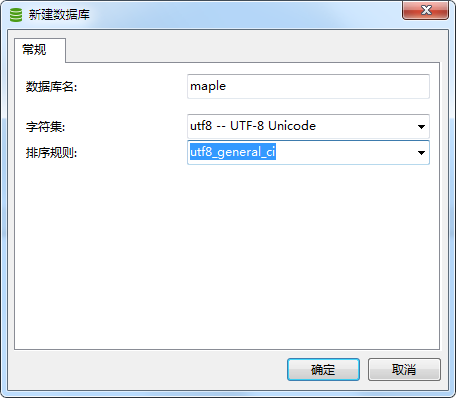 新建数据库
常规
数据库名: maple
字符集: utf8 -- UTF-8 Unicode
排序规则: utf8_general_ci
确定 取消